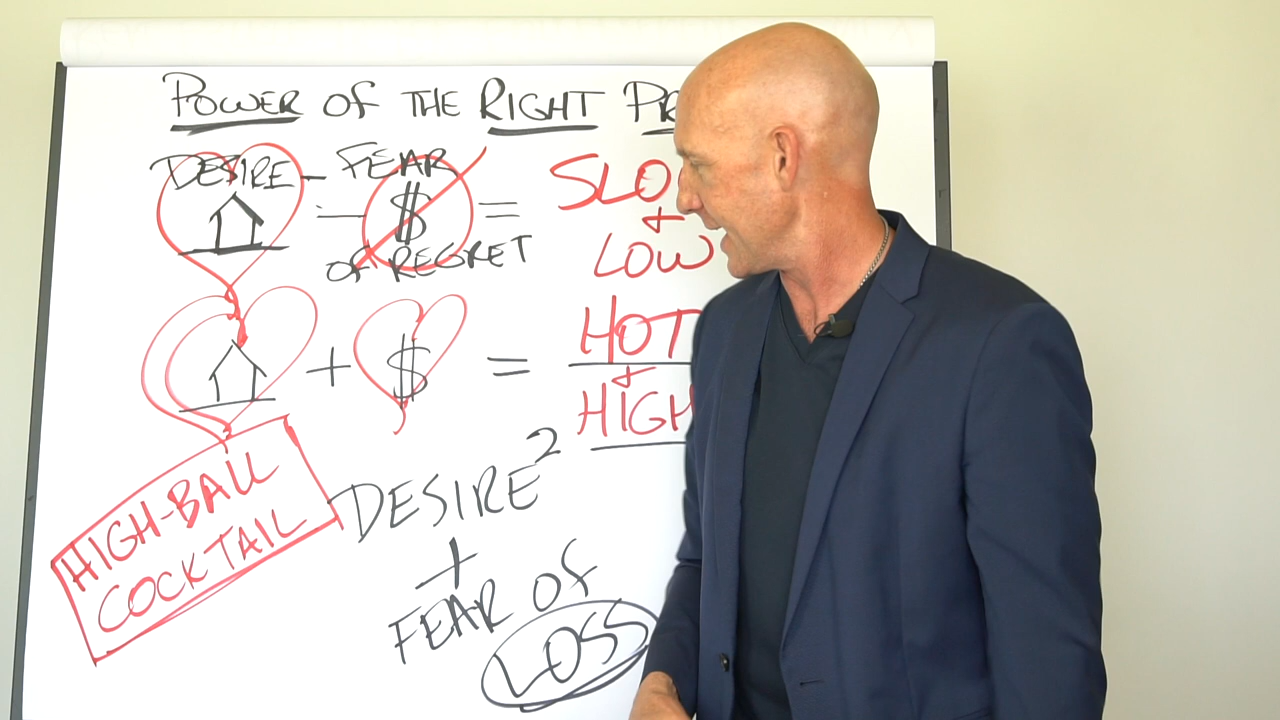 POWER OF THE RIGHT
DESIRE - FEAR
- $ =
OF REGRET
SLO
+
LOW
+ $ =
HOT
+
HIGH
HIGH-BALL
COCKTAIL
DESIRE²
+
FEAR OF
LOSS